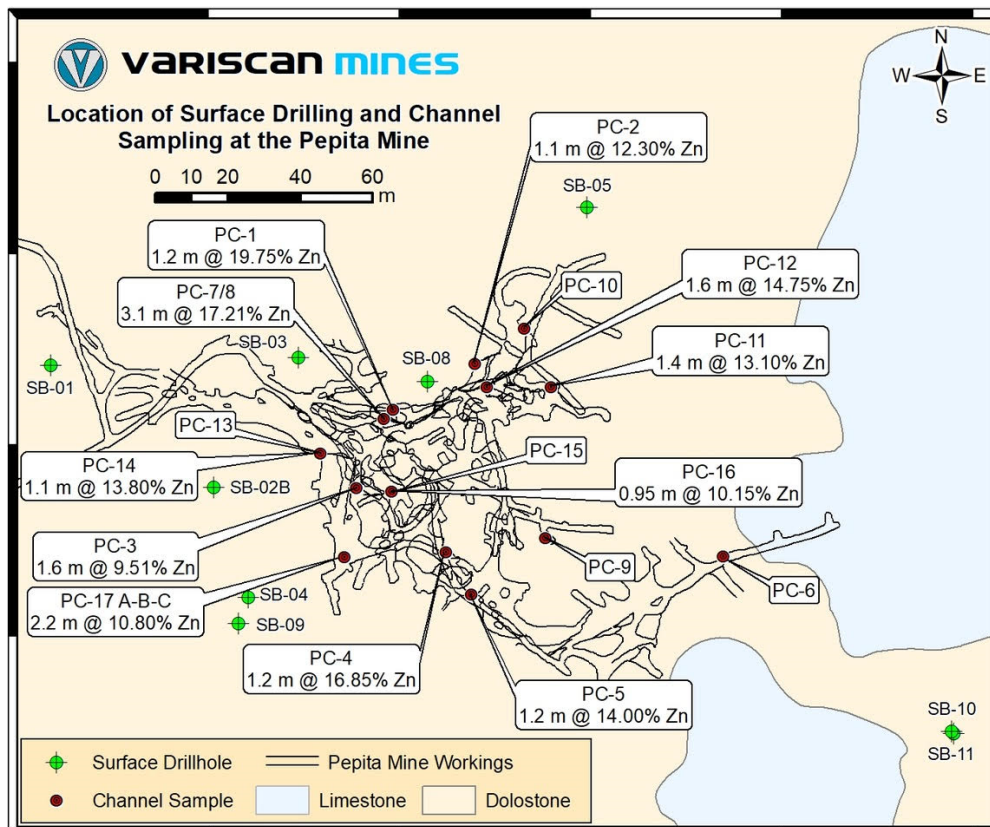 VARISCAN MINES
Location of Surface Drilling and Channel
Sampling at the Pepita Mine
0 10 20 40 60
m
N
W E
S
PC-2
1.1 m @ 12.30% Zn
SB-05
PC-1
1.2 m @ 19.75% Zn
PC-12
1.6 m @ 14.75% Zn
PC-7/8
3.1 m @ 17.21% Zn
PC-10
SB-03
SB-08
PC-11
1.4 m @ 13.10% Zn
SB-01
PC-13
PC-15
PC-14
1.1 m @ 13.80% Zn
SB-02B
PC-16
0.95 m @ 10.15% Zn
PC-3
1.6 m @ 9.51% Zn
PC-9
PC-6
PC-17 A-B-C
2.2 m @ 10.80% Zn
SB-04
SB-09
PC-4
1.2 m @ 16.85% Zn
PC-5
1.2 m @ 14.00% Zn
SB-10
SB-11
Surface Drillhole
Pepita Mine Workings
Channel Sample
Limestone
Dolostone